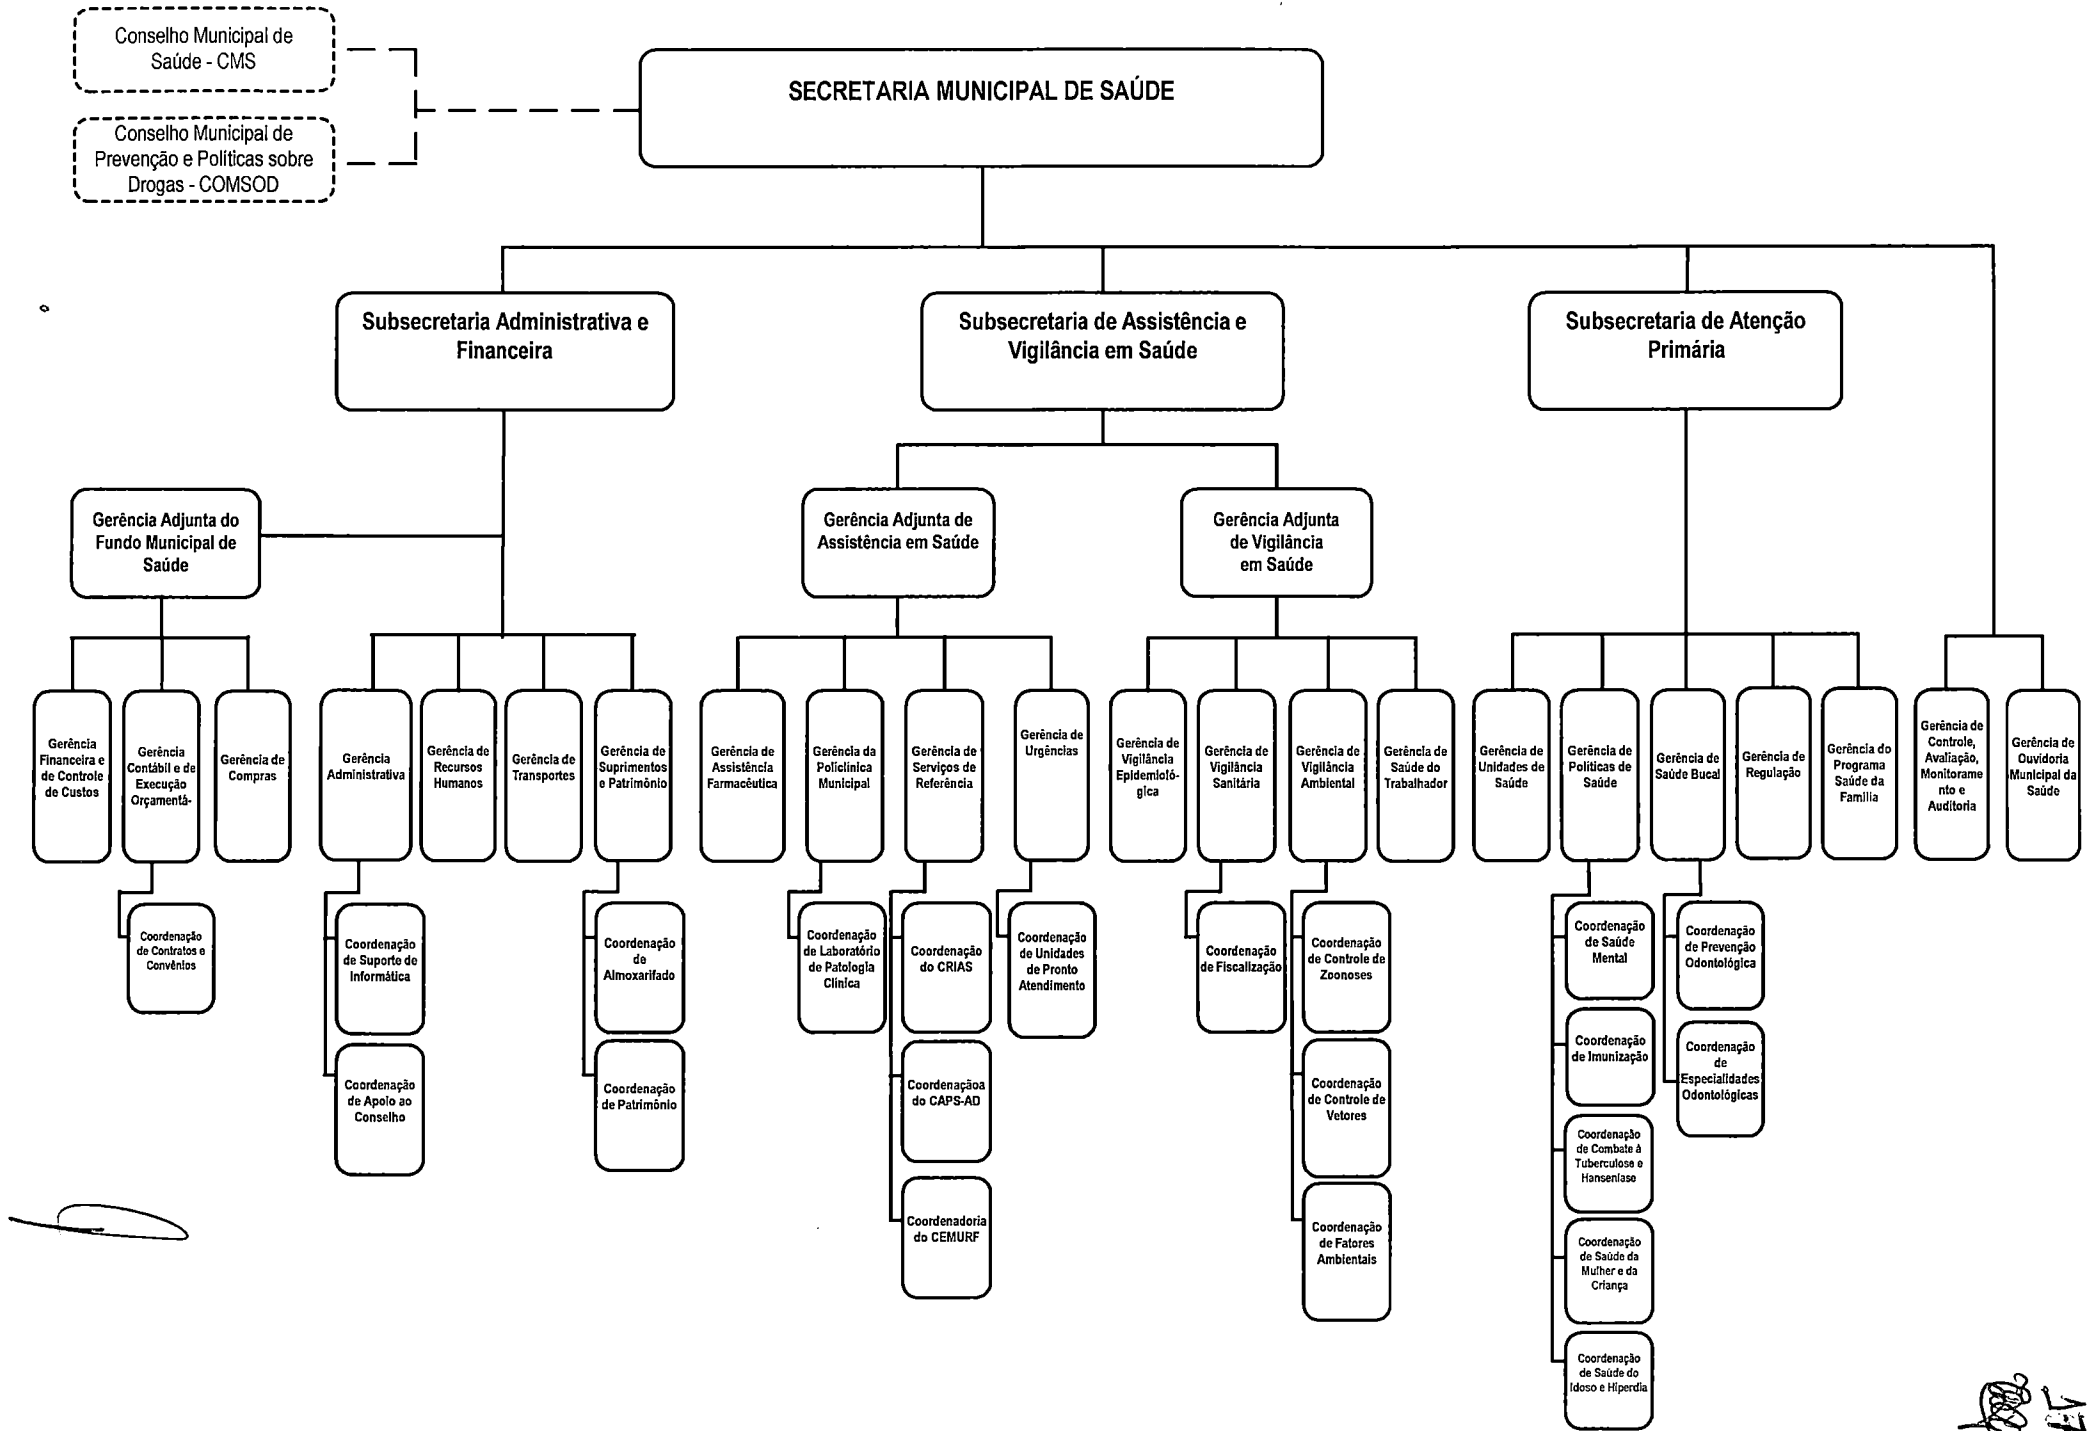 Conselho Municipal de
Saúde - CMS
Conselho Municipal de
Prevenção e Políticas sobre
Drogas - COMSOD
SECRETARIA MUNICIPAL DE SAÚDE
Subsecretaria Administrativa e
Financeira
Subsecretaria de Assistência e
Vigilância em Saúde
Subsecretaria de Atenção
Primária
Gerência Adjunta do
Fundo Municipal de
Saúde
Gerência Adjunta de
Assistência em Saúde
Gerência Adjunta
de Vigilância
em Saúde
Gerência
Financeira e
de Controle
de Custos
Gerência
Contábil e de
Execução
Orçamentá-
Gerência de
Compras
Gerência
Administrativa
Gerência de
Recursos
Humanos
Gerência de
Transportes
Gerência de
Suprimentos
e Patrimônio
Gerência de
Assistência
Farmacêutica
Gerência da
Policlínica
Municipal
Gerência de
Serviços de
Referência
Gerência de
Urgências
Gerência de
Vigilância
Epidemioló-
gica
Gerência de
Vigilância
Sanitária
Gerência de
Vigilância
Ambiental
Gerência de
Saúde do
Trabalhador
Gerência de
Unidades de
Saúde
Gerência de
Políticas de
Saúde
Gerência de
Saúde Bucal
Gerência de
Regulação
Gerência do
Programa
Saúde da
Família
Gerência de
Controle,
Avaliação,
Monitorame
nto e
Auditoria
Gerência de
Ouvidoria
Municipal da
Saúde
Coordenação
de Contratos e
Convênios
Coordenação
de Suporte de
Informática
Coordenação
de Apoio ao
Conselho
Coordenação
de
Almoxarifado
Coordenação
de Patrimônio
Coordenação
de Laboratório
de Patologia
Clínica
Coordenação
do CRIAS
Coordenaçãoa
do CAPS-AD
Coordenadoria
do CEMURF
Coordenação
de Unidades
de Pronto
Atendimento
Coordenação
de Fiscalização
Coordenação
de Controle de
Zoonoses
Coordenação
de Controle de
Vetores
Coordenação
de Fatores
Ambientais
Coordenação
de Saúde
Mental
Coordenação
de Imunização
Coordenação
de Combate à
Tuberculose e
Hanseníase
Coordenação
de Saúde da
Mulher e da
Criança
Coordenação
de Saúde do
Idoso e Hiperdia
Coordenação
de Prevenção
Odontológica
Coordenação
de
Especialidades
Odontológicas